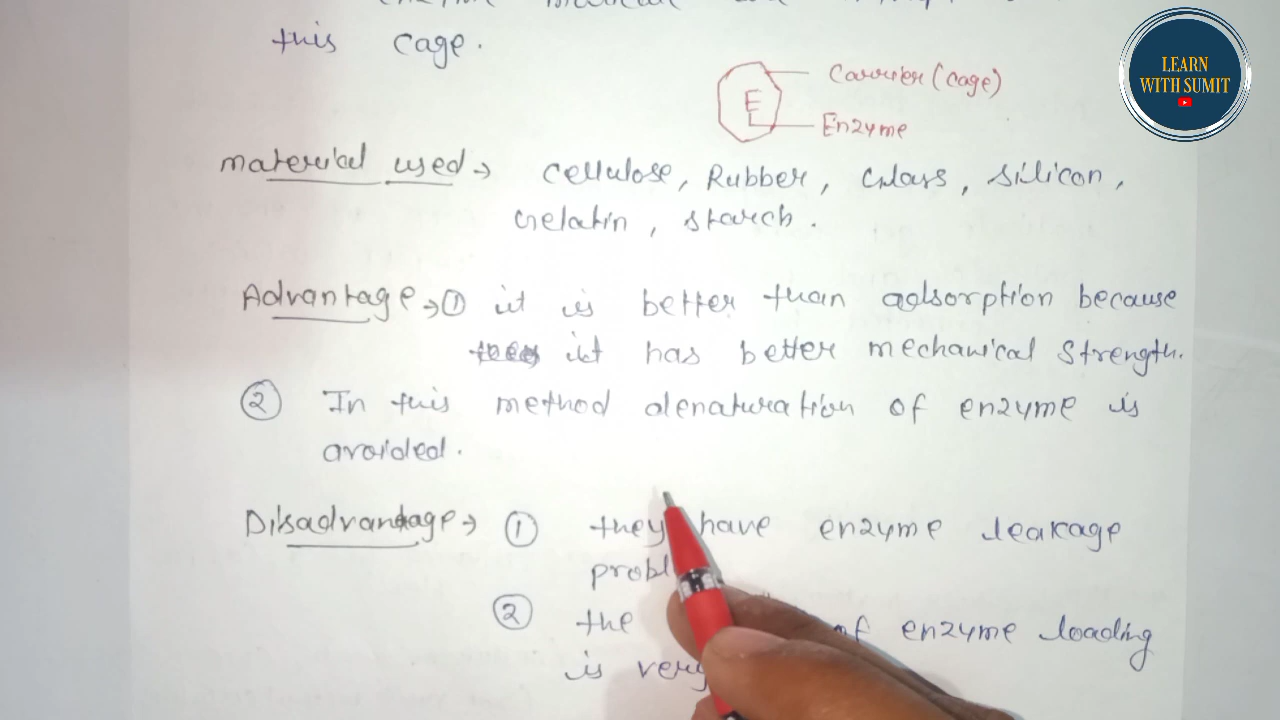 this cage.
Carrier (cage)
E
Enzyme
LEARN
WITH SUMIT
material used → cellulose, Rubber, Glass, silicon,
Gelatin, starch.
Advantage → ① it is better than adsorption because
it has better mechanical strength.
② In this method denaturation of enzyme is
avoided.
Disadvantage → ① they have enzyme leakage
probl
② the of enzyme loading
is very